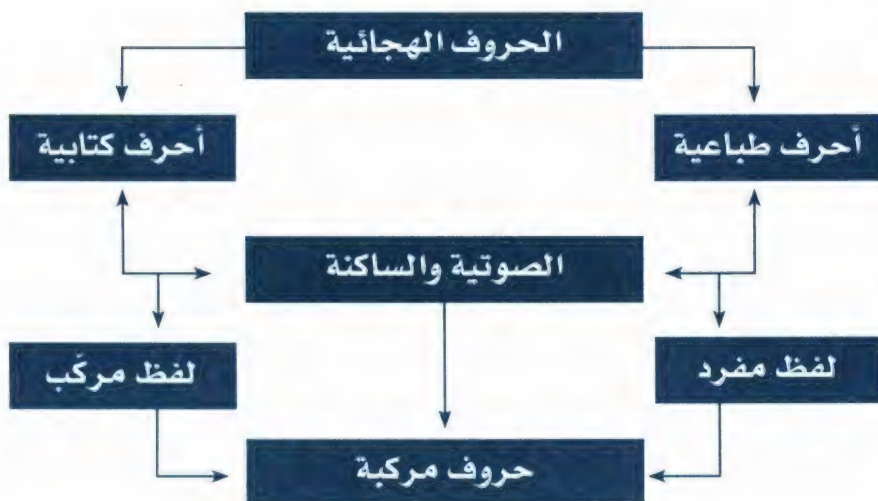 الحروف الهجائية
أحرف طباعية
أحرف كتابية
الصوتية والساكنة
لفظ مفرد
لفظ مركّب
حروف مركبة